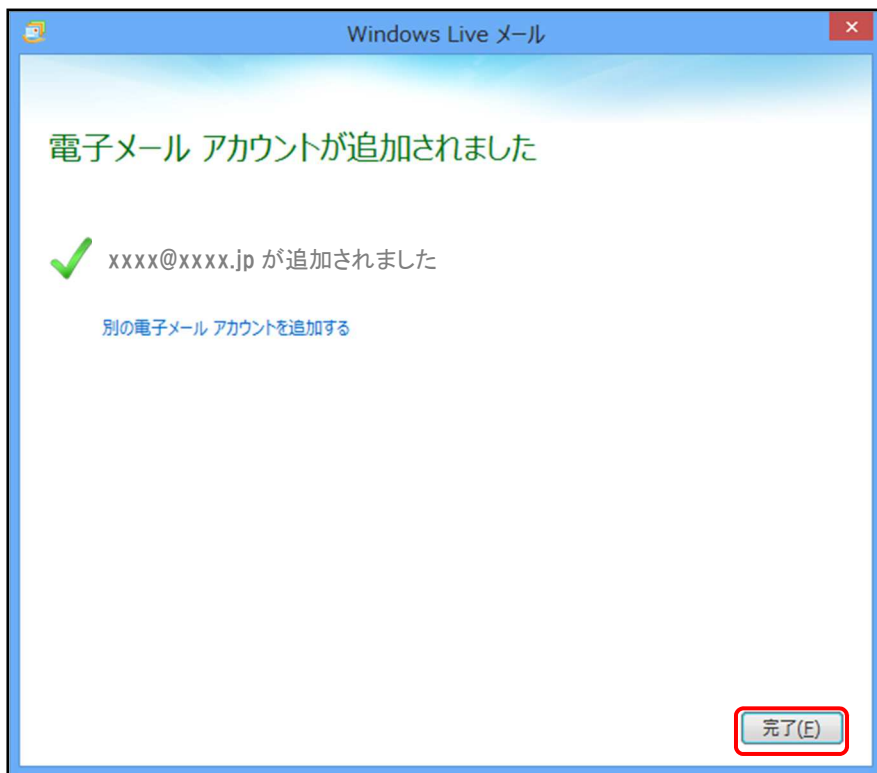 Windows Live メール
電子メール アカウントが追加されました
xxxx@xxxx.jp が追加されました
別の電子メール アカウントを追加する
完了(F)